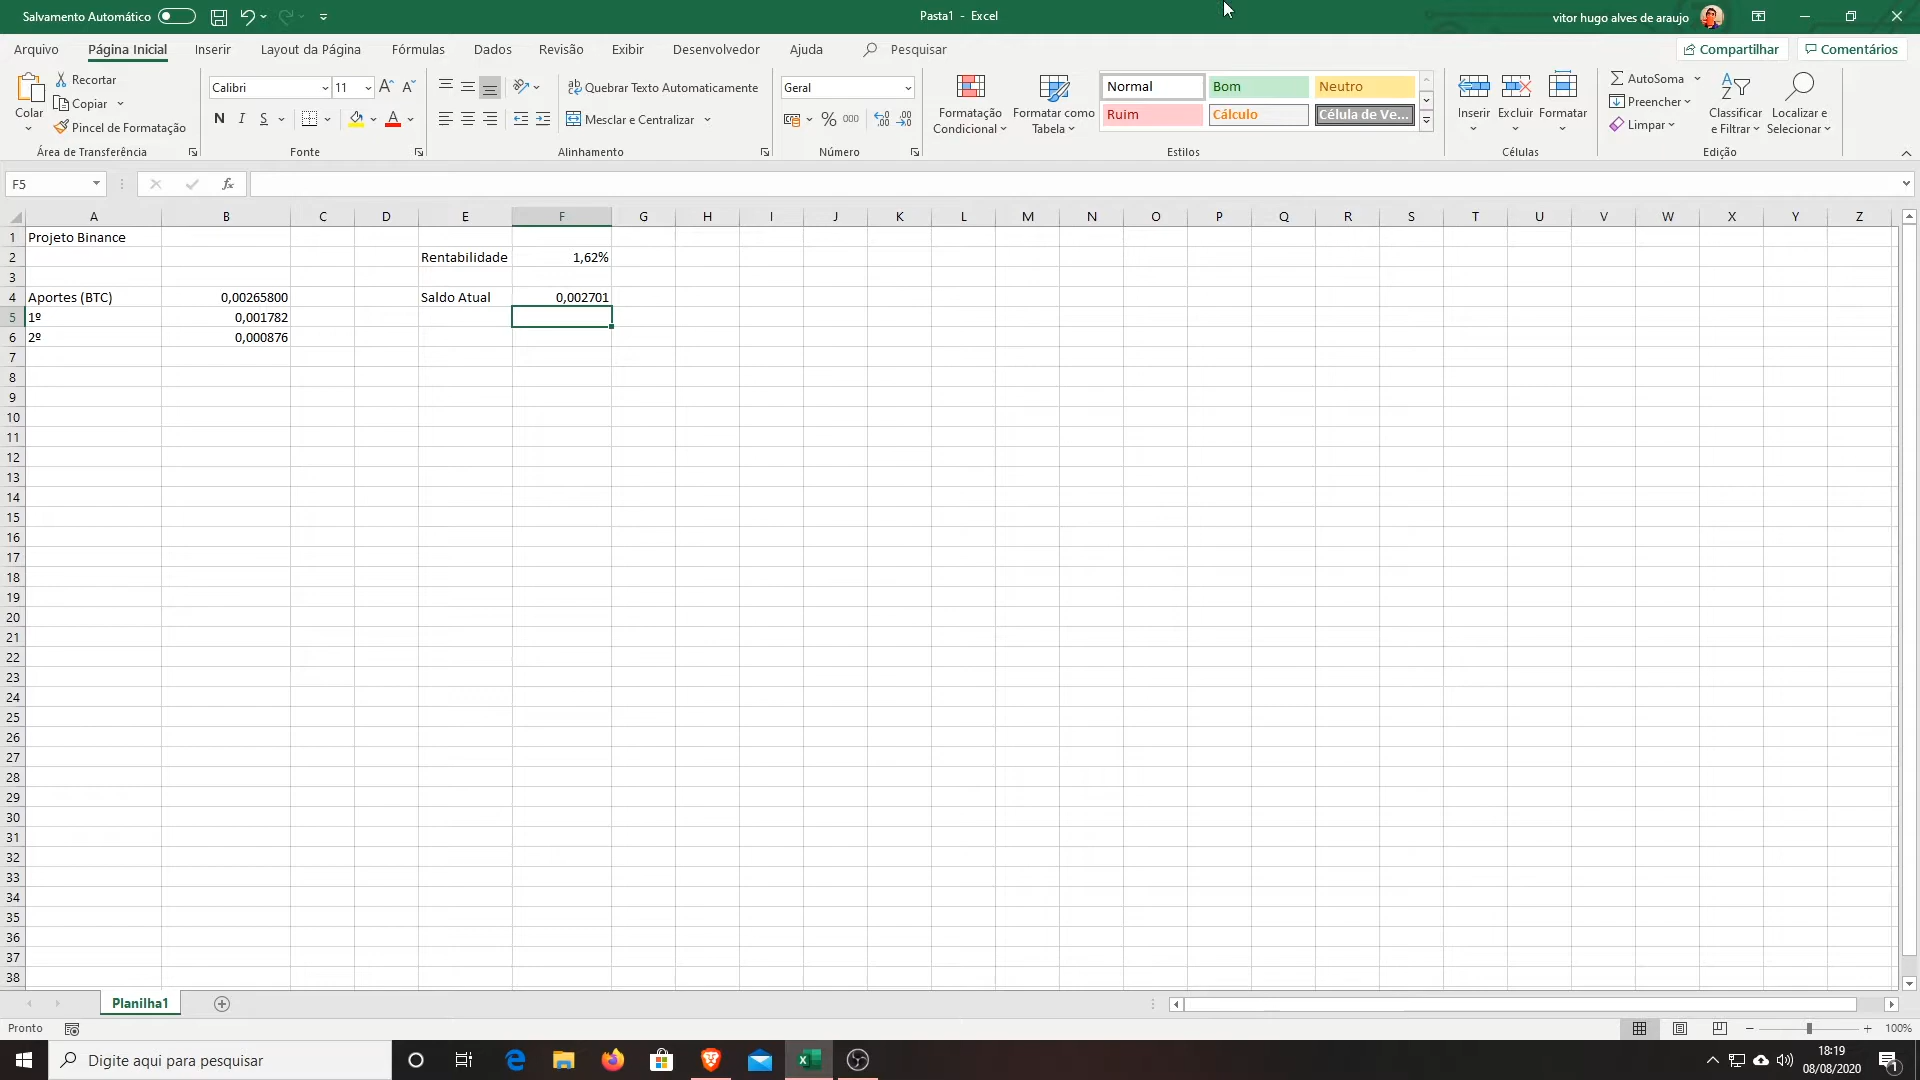 Salvamento Automático
Pasta1 - Excel
vitor hugo alves de araujo
Arquivo Página Inicial Inserir Layout da Página Fórmulas Dados Revisão Exibir Desenvolvedor Ajuda Pesquisar Compartilhar Comentários
Colar
Recortar
Copiar
Pincel de Formatação
Área de Transferência
Calibri 11
N I S
Fonte
Quebrar Texto Automaticamente
Mesclar e Centralizar
Alinhamento
Geral
% 000
Número
Formatação Condicional
Formatar como Tabela
Normal Bom Neutro
Ruim Cálculo Célula de Ve...
Estilos
Inserir Excluir Formatar
Células
AutoSoma
Preencher
Limpar
Classificar e Filtrar
Localizar e Selecionar
Edição
F5 fx
A B C D E F G H I J K L M N O P Q R S T U V W X Y Z
1 Projeto Binance
2 Rentabilidade 1,62%
3
4 Aportes (BTC) 0,00265800 Saldo Atual 0,002701
5 1º 0,001782
6 2º 0,000876
7
8
9
10
11
12
13
14
15
16
17
18
19
20
21
22
23
24
25
26
27
28
29
30
31
32
33
34
35
36
37
38
Planilha1
Pronto 100%
Digite aqui para pesquisar
18:19
08/08/2020
1